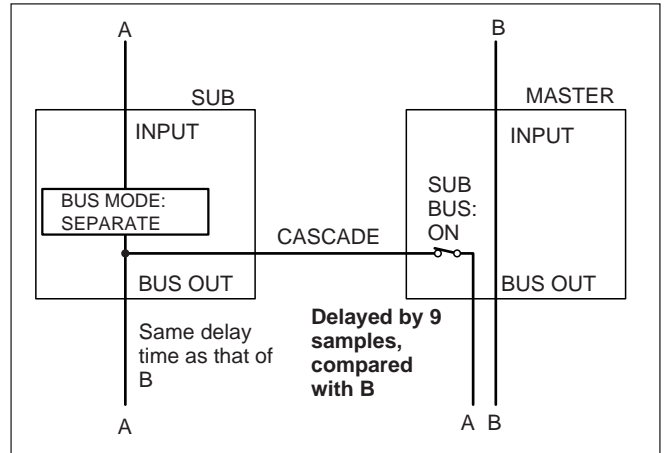 A
B
SUB
MASTER
INPUT
INPUT
BUS MODE:
SEPARATE
SUB
BUS:
ON
CASCADE
BUS OUT
BUS OUT
Same delay
time as that of
B
Delayed by 9
samples,
compared
with B
A
A B